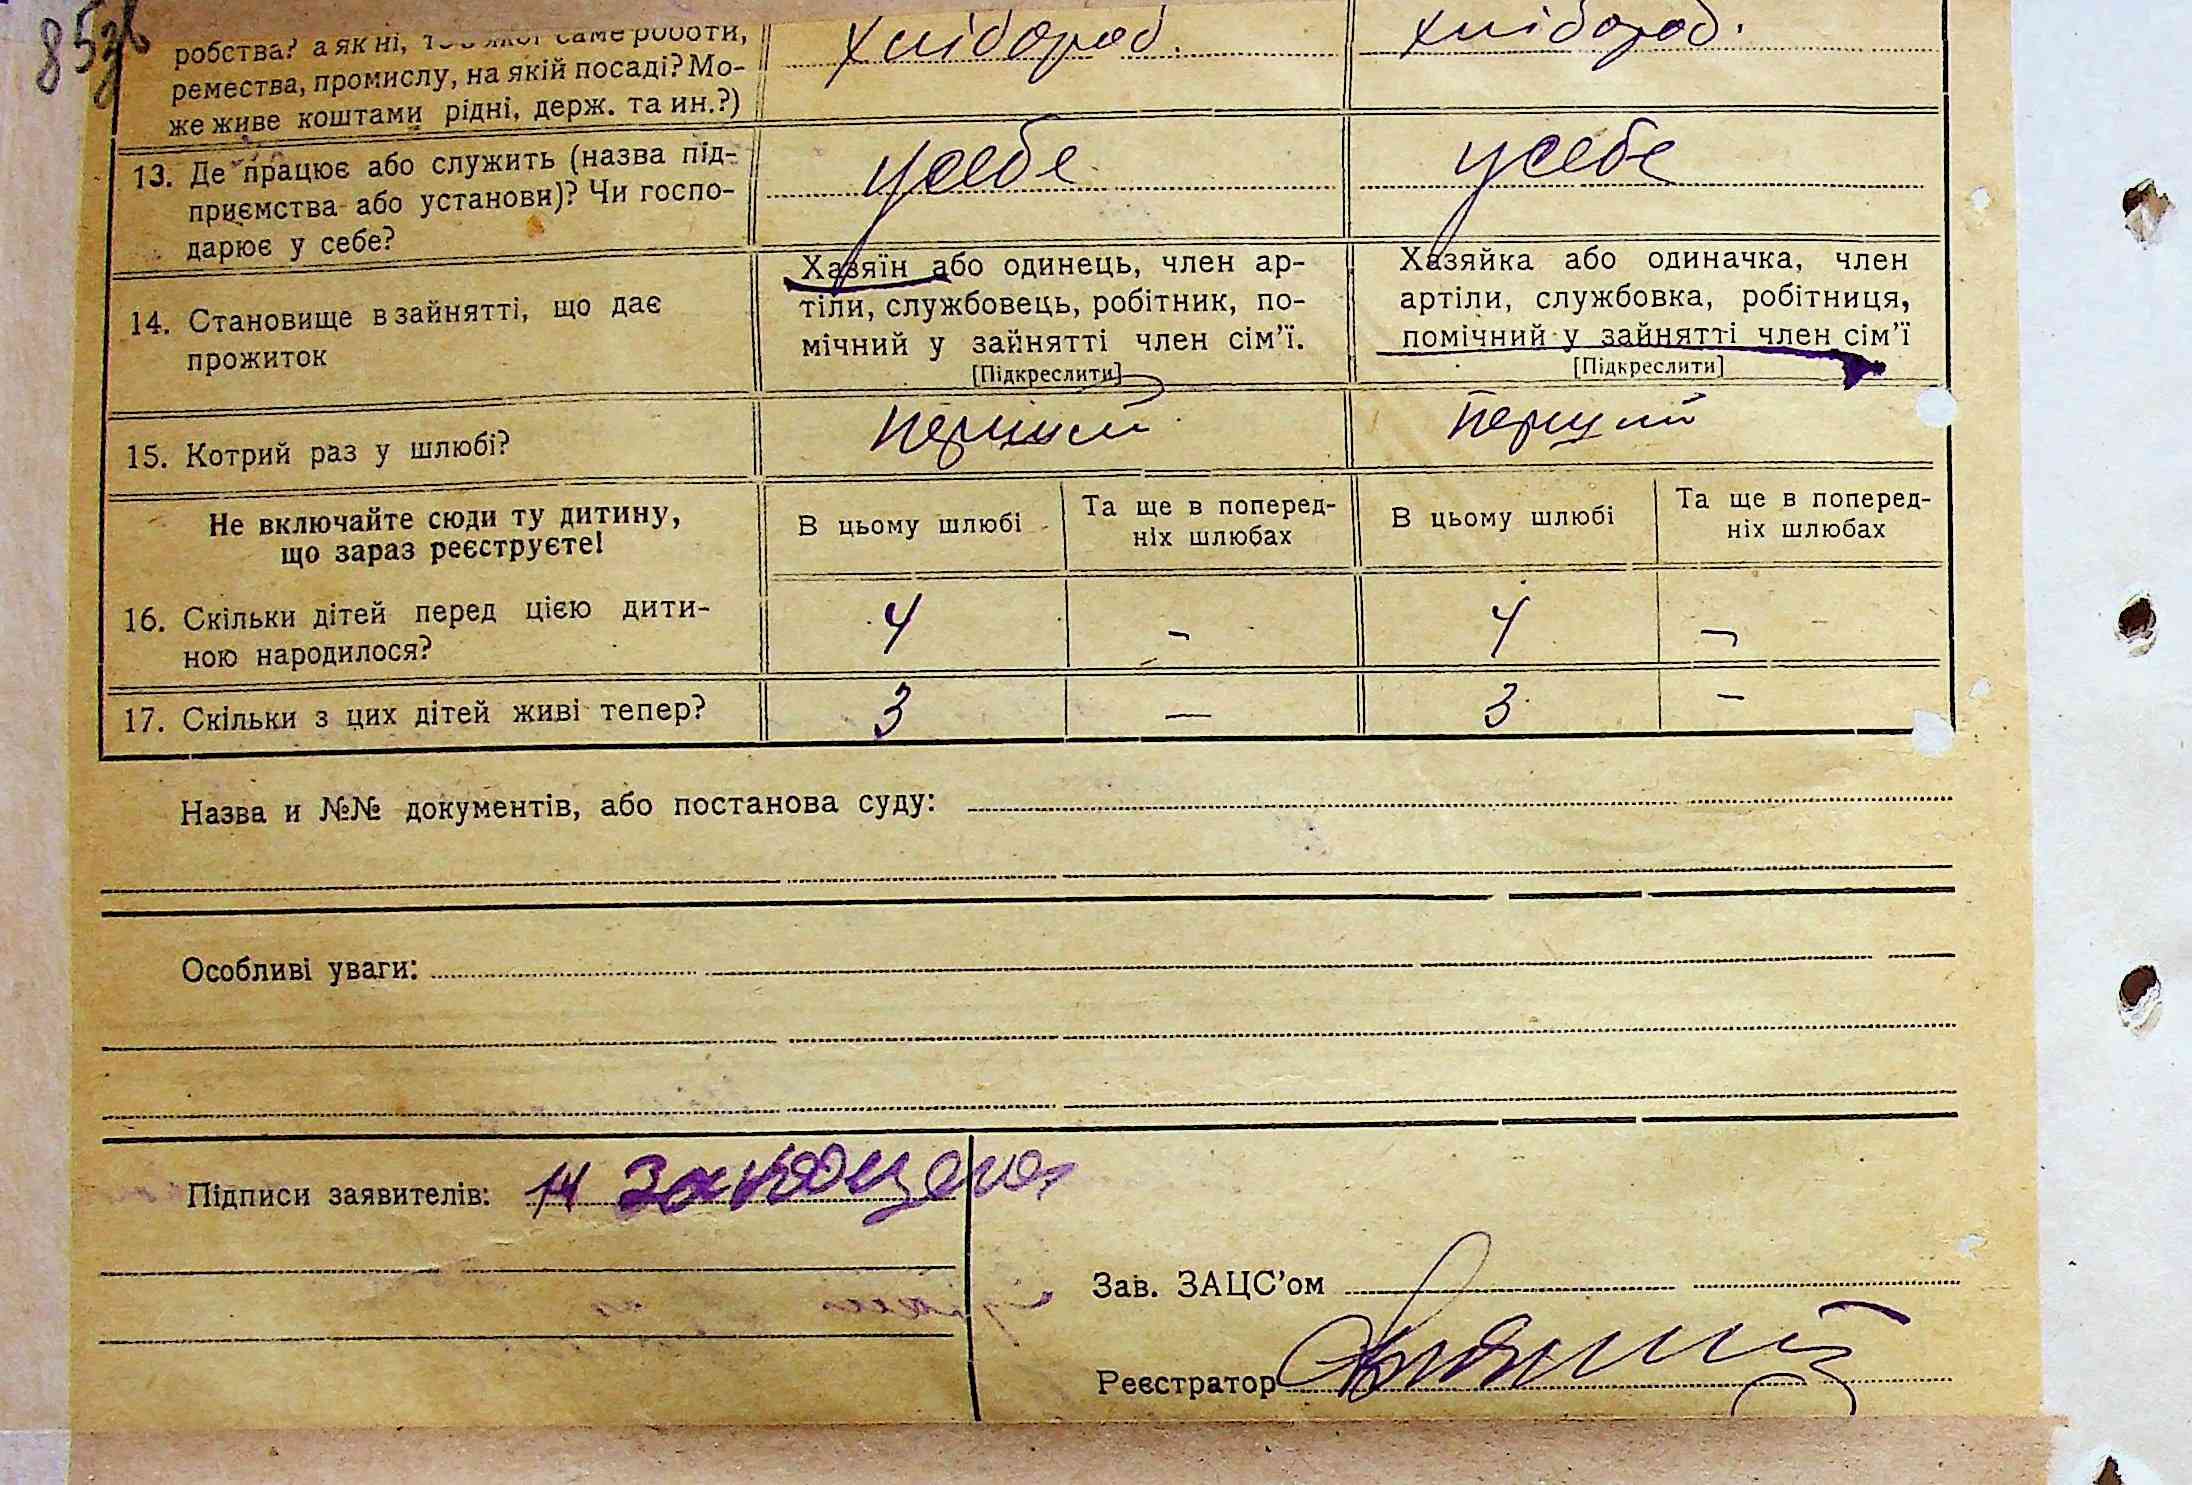 робства? а як ні, то з якої саме роботи,
ремества, промислу, на якій посаді? Мо-
же живе коштами рідні, держ. та ин.?)
хлібороб. хлібороб.
13. Де працює або служить (назва під-
приємства або установи)? Чи госпо-
дарює у себе?
у себе у себе
14. Становище в зайнятті, що дає
прожиток
Хазяїн або одинець, член ар-
тіли, службовець, робітник, по-
мічний у зайнятті член сім'ї.
[Підкреслити]
Хазяйка або одиначка, член
артіли, службовка, робітниця,
помічний у зайнятті член сім'ї
[Підкреслити]
15. Котрий раз у шлюбі? перший перший
Не включайте сюди ту дитину,
що зараз реєструєте!
В цьому шлюбі
Та ще в поперед-
ніх шлюбах
В цьому шлюбі
Та ще в поперед-
ніх шлюбах
16. Скільки дітей перед цією дити-
ною народилося?
4 - 4 -
17. Скільки з цих дітей живі тепер? 3 — 3 -
Назва и №№ документів, або постанова суду:
Особливі уваги:
Підписи заявителів:
Зав. ЗАЦС'ом
Реєстратор